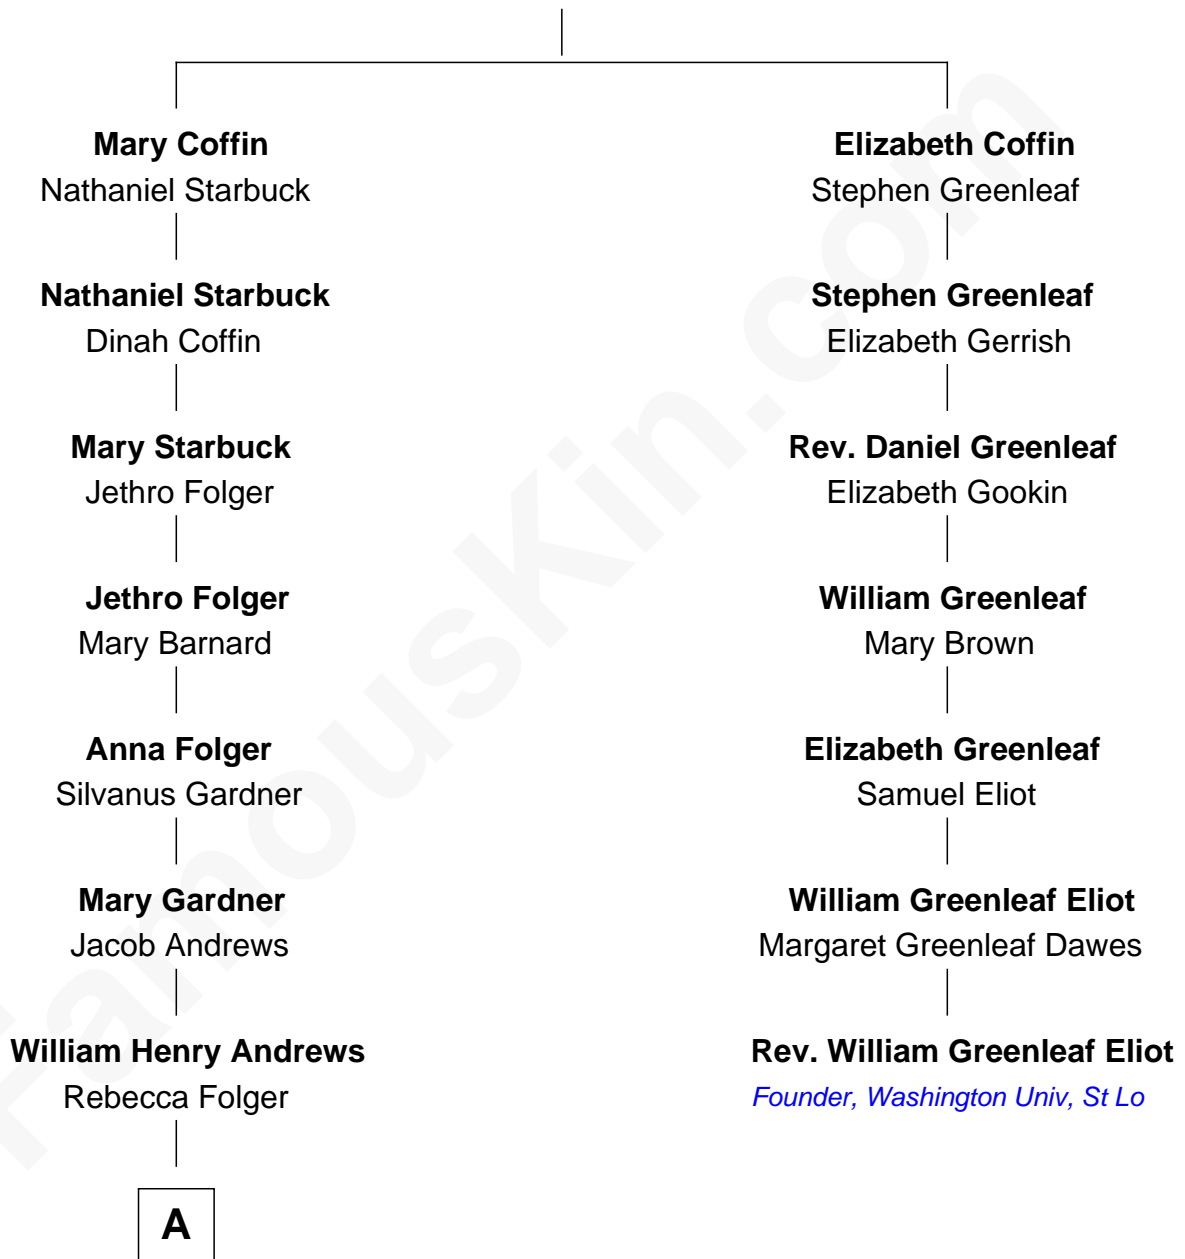 Mary Coffin
Nathaniel Starbuck
Nathaniel Starbuck
Dinah Coffin
Mary Starbuck
Jethro Folger
Jethro Folger
Mary Barnard
Anna Folger
Silvanus Gardner
Mary Gardner
Jacob Andrews
William Henry Andrews
Rebecca Folger
A
Elizabeth Coffin
Stephen Greenleaf
Stephen Greenleaf
Elizabeth Gerrish
Rev. Daniel Greenleaf
Elizabeth Gookin
William Greenleaf
Mary Brown
Elizabeth Greenleaf
Samuel Eliot
William Greenleaf Eliot
Margaret Greenleaf Dawes
Rev. William Greenleaf Eliot
Founder, Washington Univ, St Lo
FamousKin.com